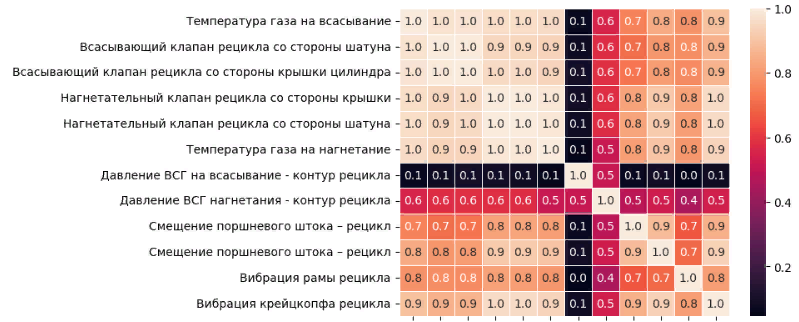 Температура газа на всасывание 1.0 1.0 1.0 1.0 1.0 1.0 0.1 0.6 0.7 0.8 0.8 0.9
Всасывающий клапан рецикла со стороны шатуна 1.0 1.0 1.0 0.9 0.9 0.9 0.1 0.6 0.7 0.8 0.8 0.9
Всасывающий клапан рецикла со стороны крышки цилиндра 1.0 1.0 1.0 1.0 1.0 0.9 0.1 0.6 0.7 0.8 0.8 0.9
Нагнетательный клапан рецикла со стороны крышки 1.0 0.9 1.0 1.0 1.0 1.0 0.1 0.6 0.8 0.9 0.8 1.0
Нагнетательный клапан рецикла со стороны шатуна 1.0 0.9 1.0 1.0 1.0 1.0 0.1 0.6 0.8 0.9 0.8 1.0
Температура газа на нагнетание 1.0 0.9 0.9 1.0 1.0 1.0 0.1 0.5 0.8 0.9 0.8 0.9
Давление ВСГ на всасывание - контур рецикла 0.1 0.1 0.1 0.1 0.1 0.1 1.0 0.5 0.1 0.1 0.0 0.1
Давление ВСГ нагнетания - контур рецикла 0.6 0.6 0.6 0.6 0.6 0.5 0.5 1.0 0.5 0.5 0.4 0.5
Смещение поршневого штока – рецикл 0.7 0.7 0.7 0.8 0.8 0.8 0.1 0.5 1.0 0.9 0.7 0.9
Смещение поршневого штока – рецикл 0.8 0.8 0.8 0.9 0.9 0.9 0.1 0.5 0.9 1.0 0.7 0.9
Вибрация рамы рецикла 0.8 0.8 0.8 0.8 0.8 0.8 0.0 0.4 0.7 0.7 1.0 0.8
Вибрация крейцкопфа рецикла 0.9 0.9 0.9 1.0 1.0 0.9 0.1 0.5 0.9 0.9 0.8 1.0
1.0
0.8
0.6
0.4
0.2